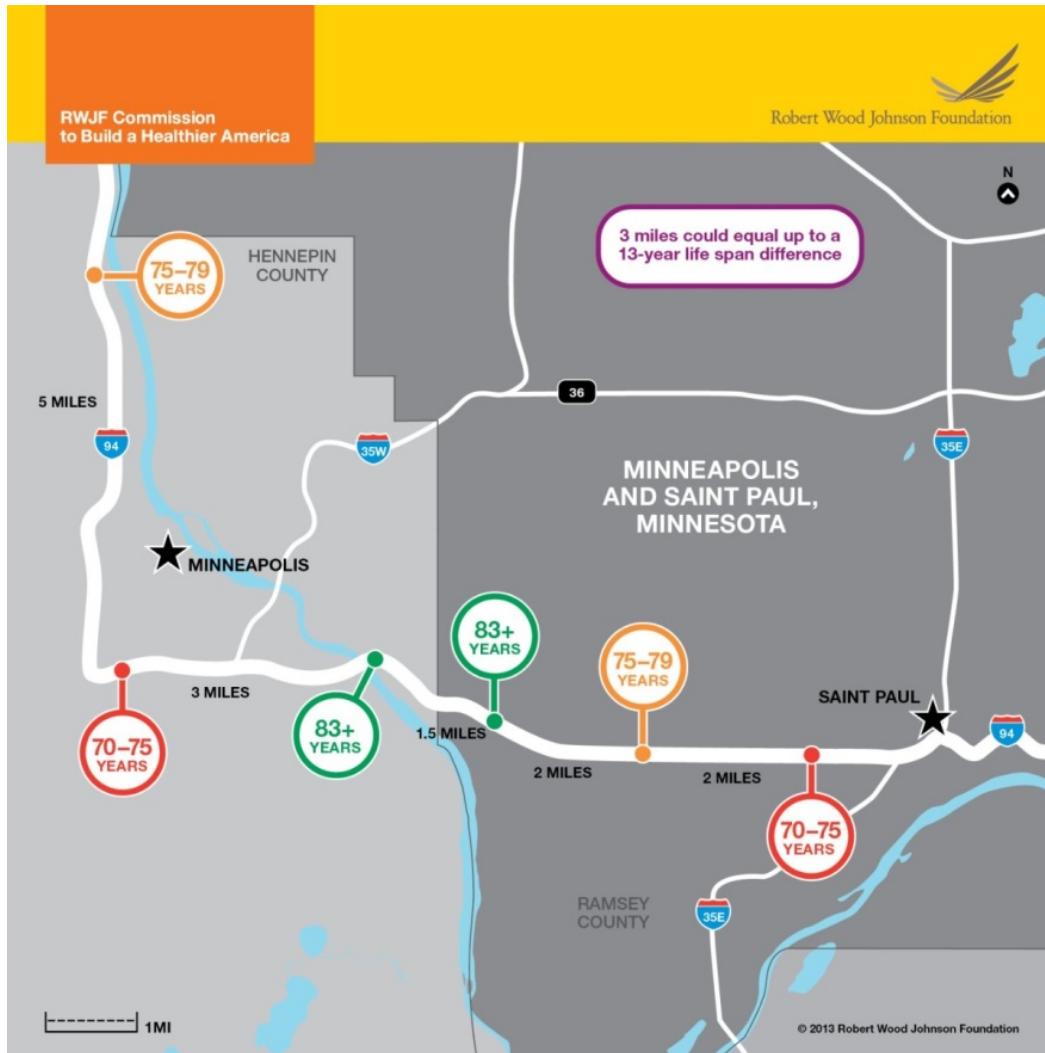 RWJF Commission
to Build a Healthier America
Robert Wood Johnson Foundation
N
3 miles could equal up to a
13-year life span difference
HENNEPIN
COUNTY
75–79
YEARS
5 MILES
36
94
35W
35E
MINNEAPOLIS
AND SAINT PAUL,
MINNESOTA
MINNEAPOLIS
83+
YEARS
75–79
YEARS
3 MILES
SAINT PAUL
70–75
YEARS
83+
YEARS
1.5 MILES
94
2 MILES
2 MILES
70–75
YEARS
RAMSEY
COUNTY
35E
1MI
© 2013 Robert Wood Johnson Foundation